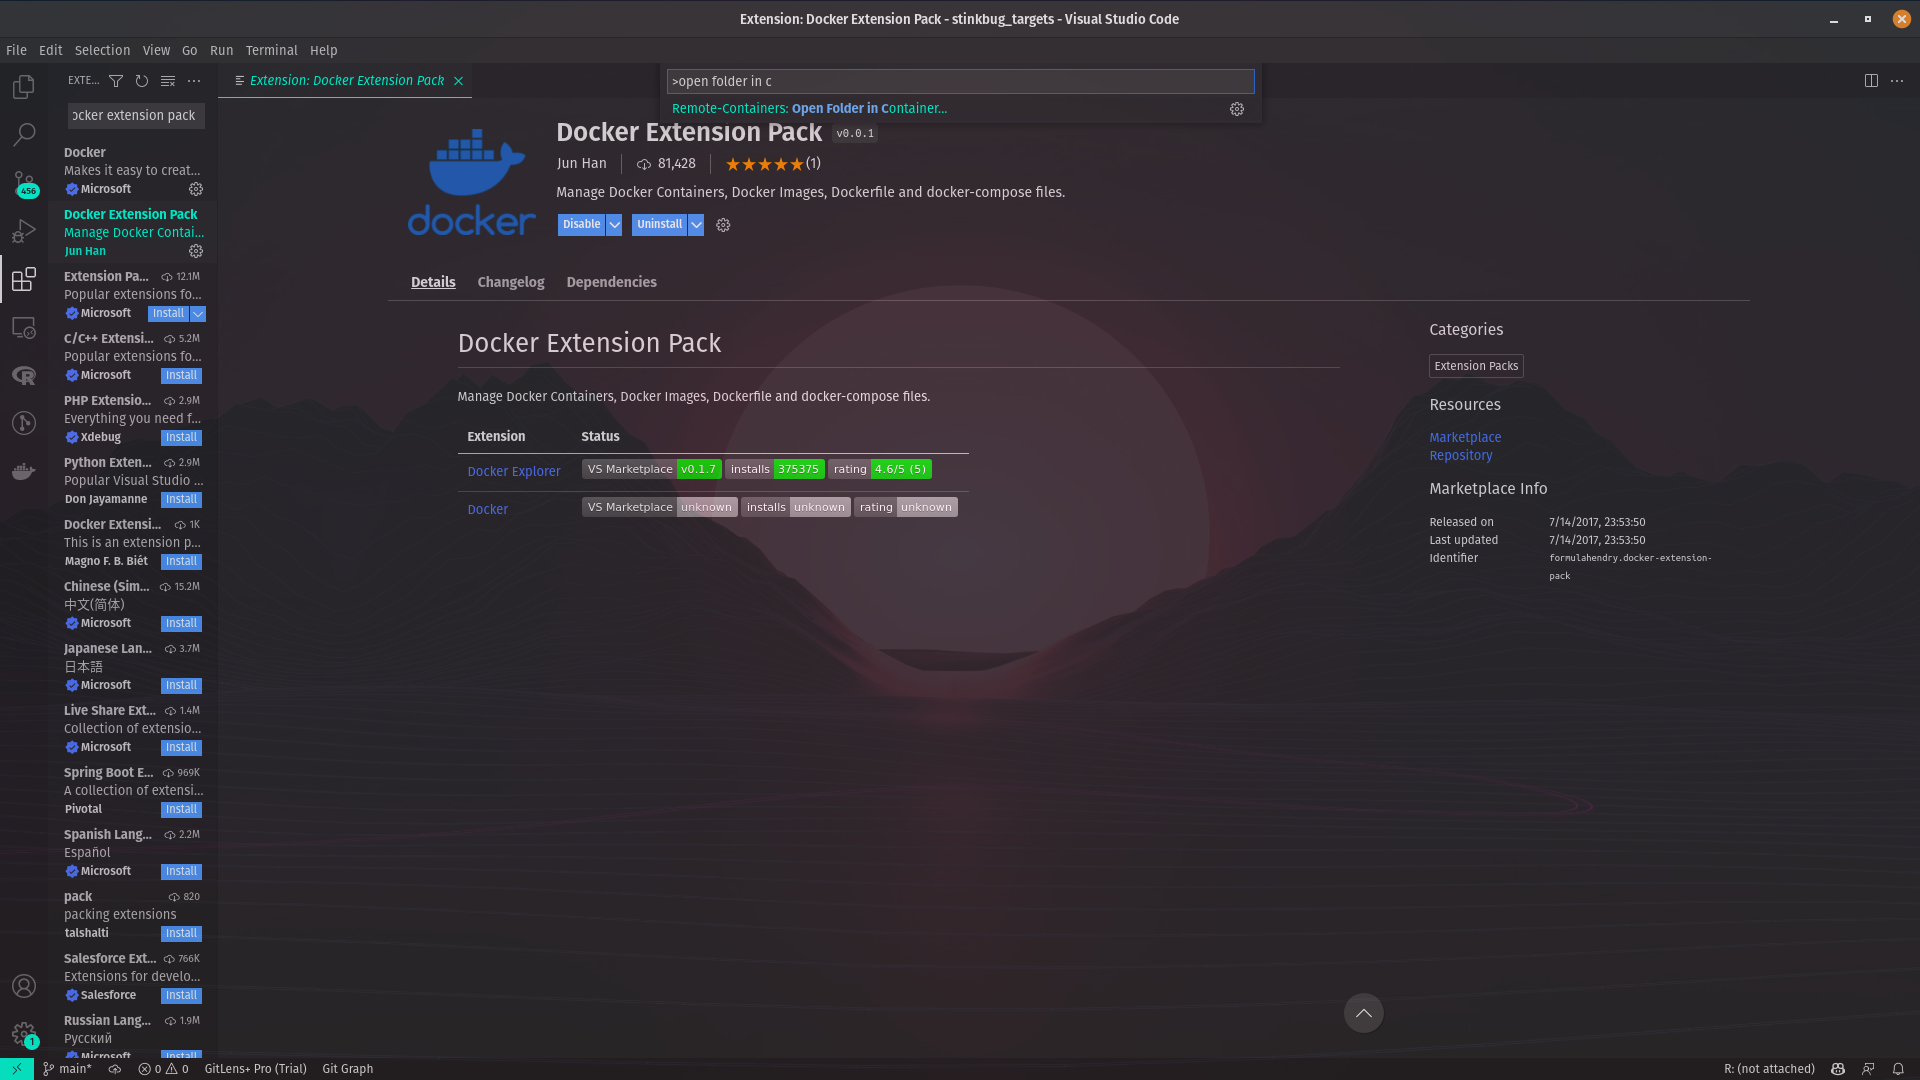 Extension: Docker Extension Pack - stinkbug_targets - Visual Studio Code
File Edit Selection View Go Run Terminal Help
EXTE...
Extension: Docker Extension Pack
>open folder in c
Remote-Containers: Open Folder in Container...
ocker extension pack
Docker
Makes it easy to creat...
Microsoft
Docker Extension Pack
Manage Docker Contai...
Jun Han
Extension Pa... 12.1M
Popular extensions fo...
Microsoft Install
C/C++ Extensi... 5.2M
Popular extensions fo...
Microsoft Install
PHP Extensio... 2.9M
Everything you need f...
Xdebug Install
Python Exten... 2.9M
Popular Visual Studio ...
Don Jayamanne Install
Docker Extensi... 1K
This is an extension p...
Magno F. B. Biét Install
Chinese (Sim... 15.2M
中文(简体)
Microsoft Install
Japanese Lan... 3.7M
日本語
Microsoft Install
Live Share Ext... 1.4M
Collection of extensio...
Microsoft Install
Spring Boot E... 969K
A collection of extensi...
Pivotal Install
Spanish Lang... 2.2M
Español
Microsoft Install
pack 820
packing extensions
talshalti Install
Salesforce Ext... 766K
Extensions for develo...
Salesforce Install
Russian Lang... 1.9M
Русский
Microsoft Install
456
1
docker
Docker Extension Pack v0.0.1
Jun Han 81,428 (1)
Manage Docker Containers, Docker Images, Dockerfile and docker-compose files.
Disable Uninstall
Details Changelog Dependencies
Docker Extension Pack
Manage Docker Containers, Docker Images, Dockerfile and docker-compose files.
Extension Status
Docker Explorer VS Marketplace v0.1.7 installs 375375 rating 4.6/5 (5)
Docker VS Marketplace unknown installs unknown rating unknown
Categories
Extension Packs
Resources
Marketplace
Repository
Marketplace Info
Released on 7/14/2017, 23:53:50
Last updated 7/14/2017, 23:53:50
Identifier formulahendry.docker-extension-
pack
main* 0 0 GitLens+ Pro (Trial) Git Graph R: (not attached)